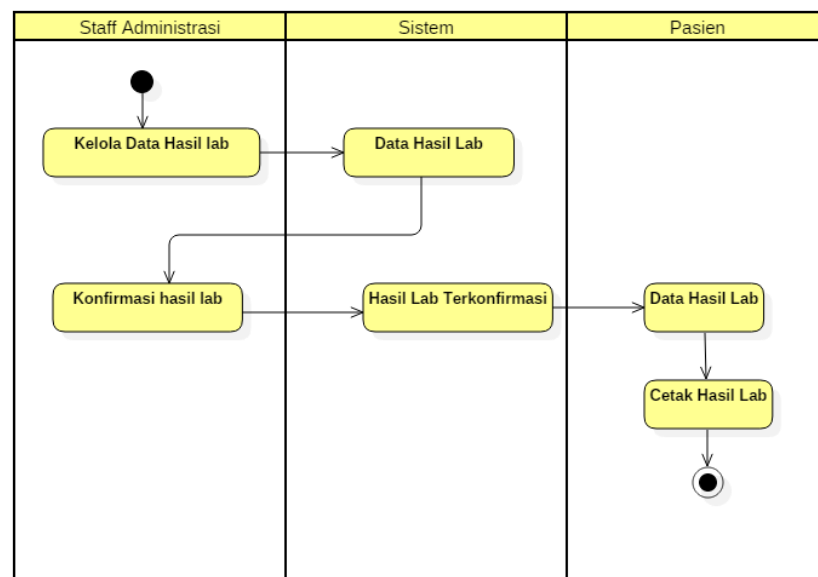 Staff Administrasi
Sistem
Pasien
Kelola Data Hasil lab
Data Hasil Lab
Konfirmasi hasil lab
Hasil Lab Terkonfirmasi
Data Hasil Lab
Cetak Hasil Lab